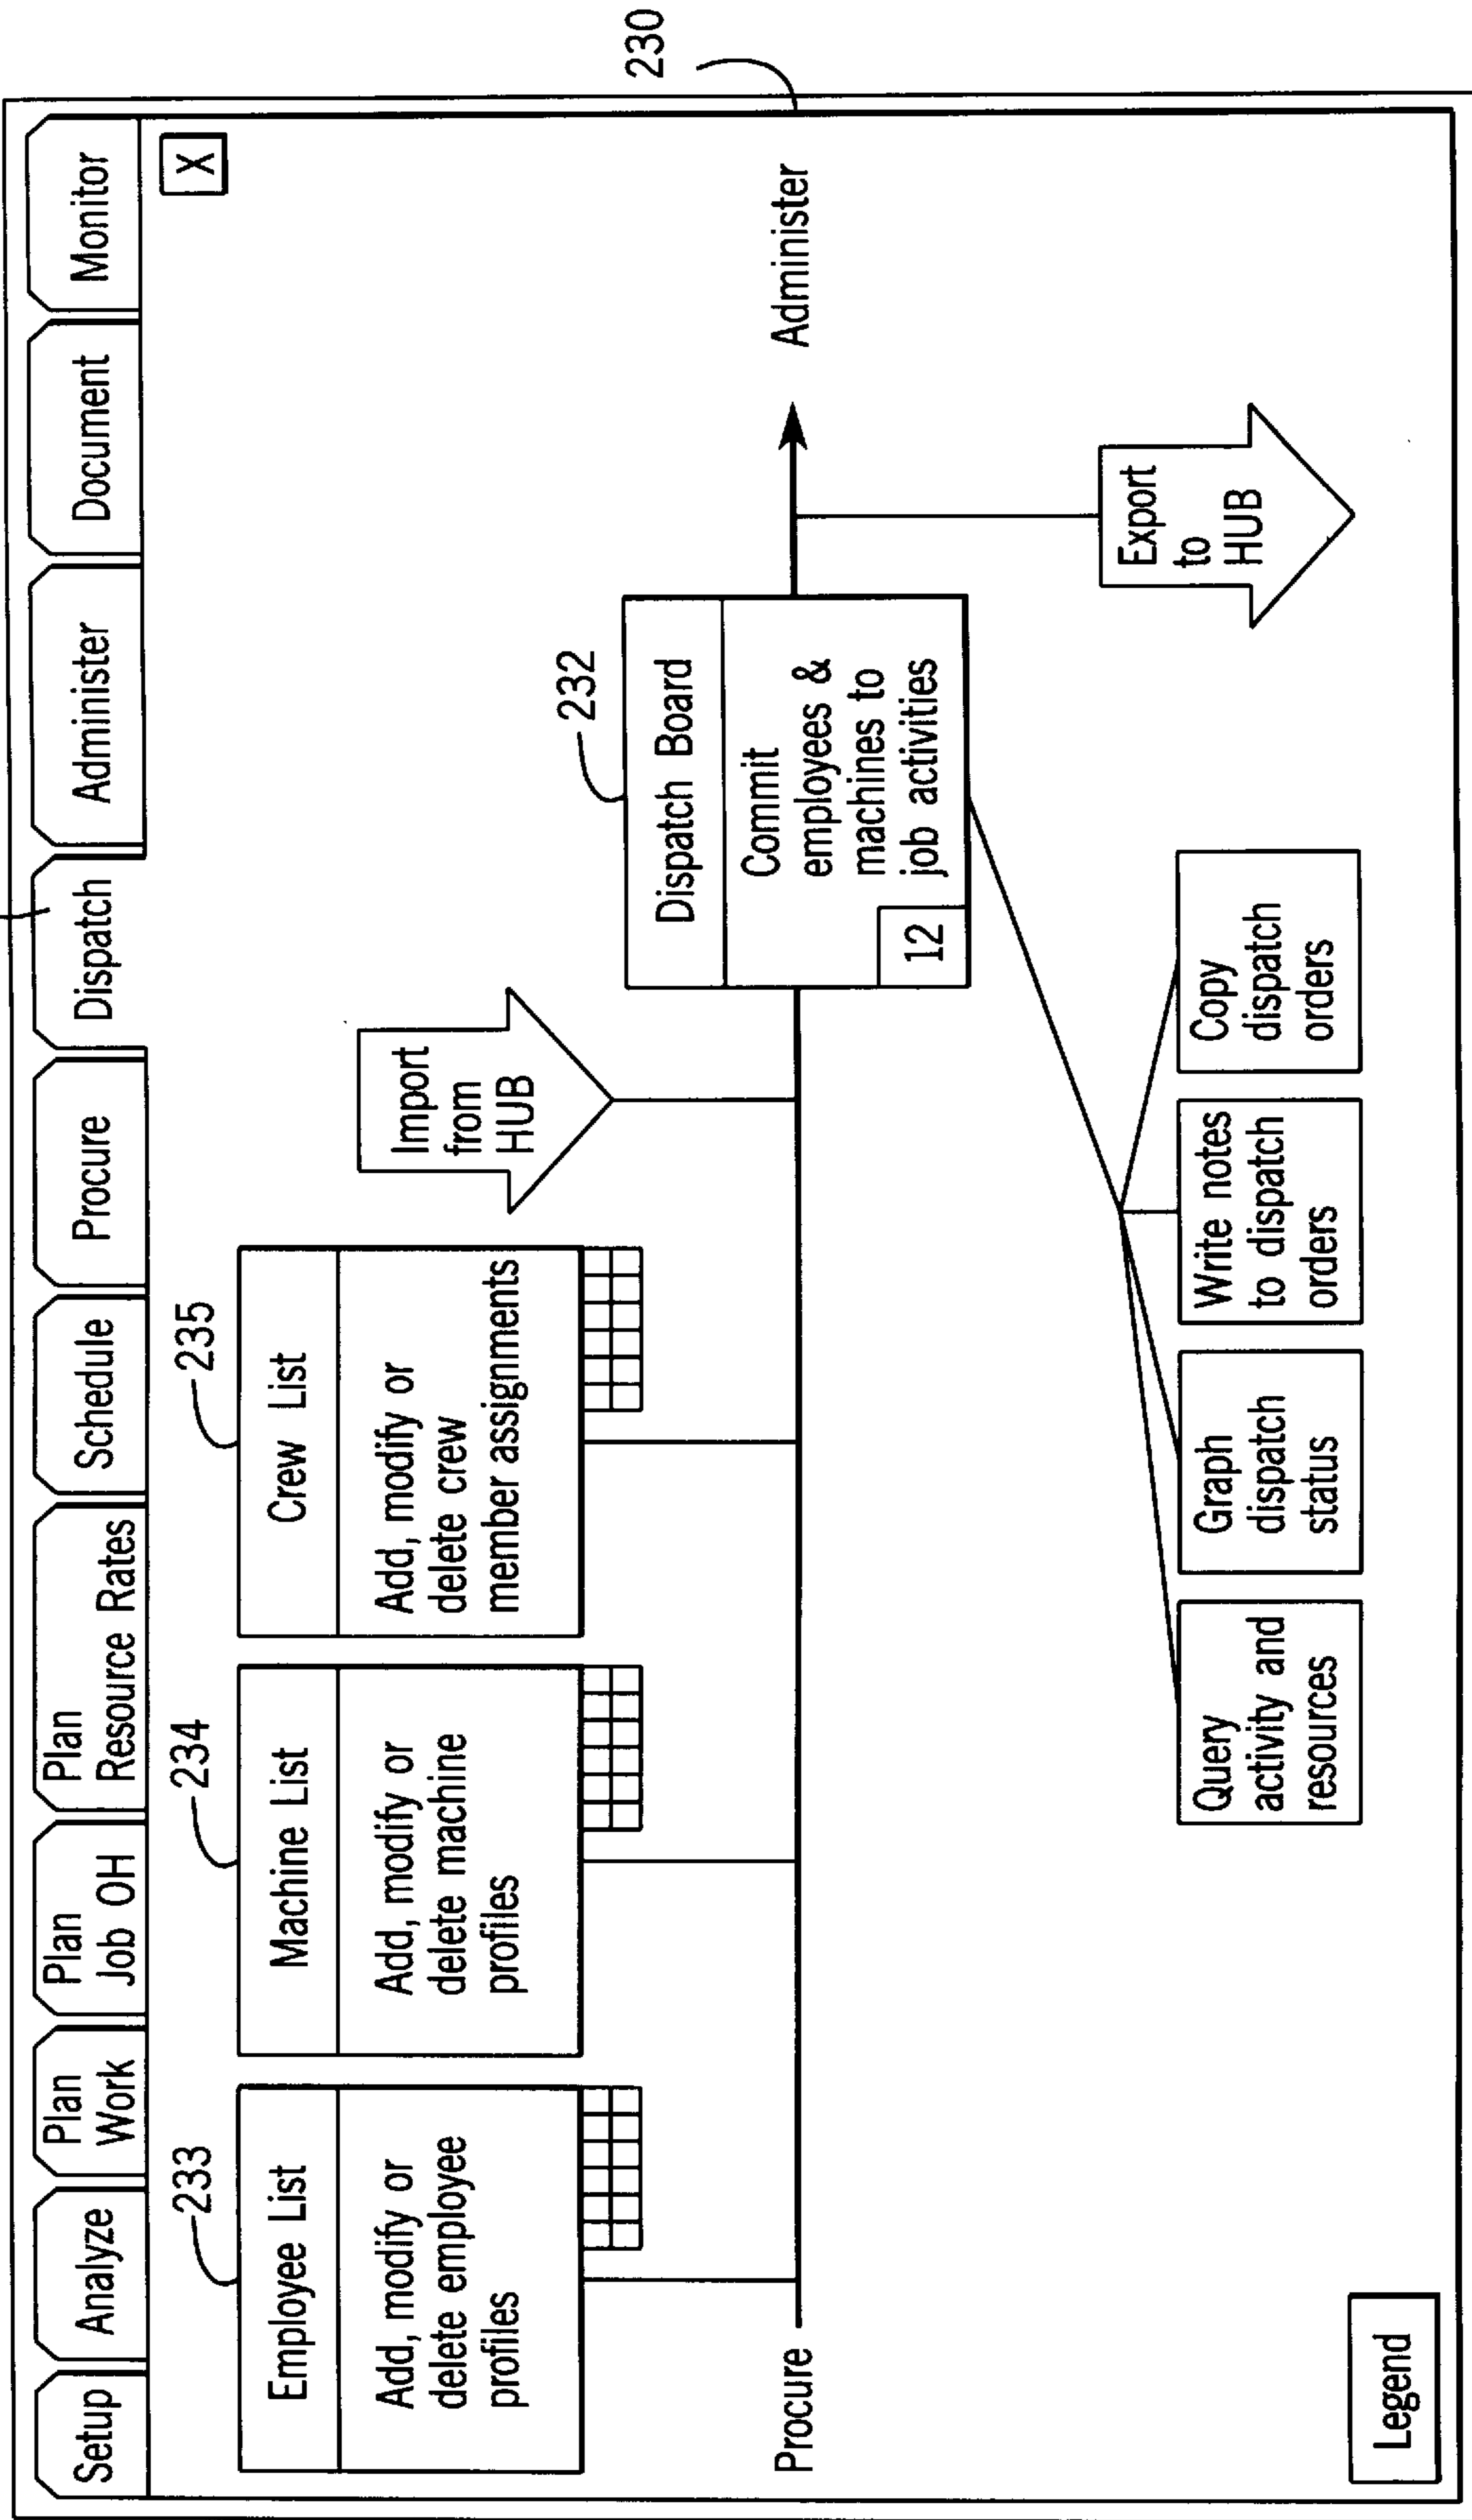 Setup
Analyze
Plan
Work
Plan
Job OH
Plan
Resource Rates
Schedule
Procure
Dispatch
Administer
Document
Monitor
X
230
233
Employee List
Add, modify or
delete employee
profiles
234
Machine List
Add, modify or
delete machine
profiles
235
Crew List
Add, modify or
delete crew
member assignments
Import
from
HUB
232
Dispatch Board
Commit
employees &
machines to
job activities
12
Procure
Administer
Export
to
HUB
Query
activity and
resources
Graph
dispatch
status
Write notes
to dispatch
orders
Copy
dispatch
orders
Legend